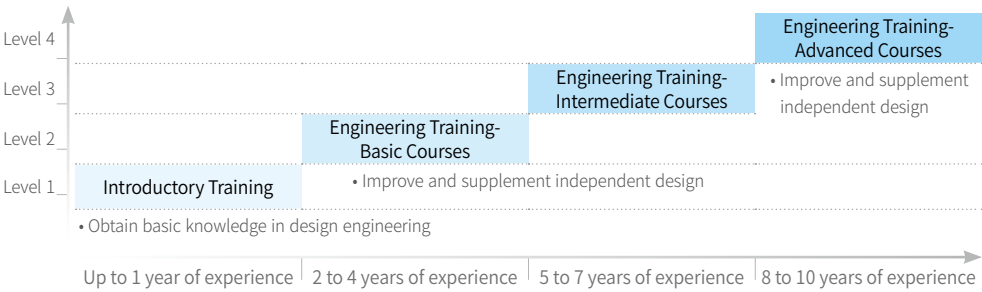 Level 4
Engineering Training-
Advanced Courses
Level 3
Engineering Training-
Intermediate Courses
• Improve and supplement
independent design
Level 2
Engineering Training-
Basic Courses
Level 1
Introductory Training
• Improve and supplement independent design
• Obtain basic knowledge in design engineering
Up to 1 year of experience
2 to 4 years of experience
5 to 7 years of experience
8 to 10 years of experience